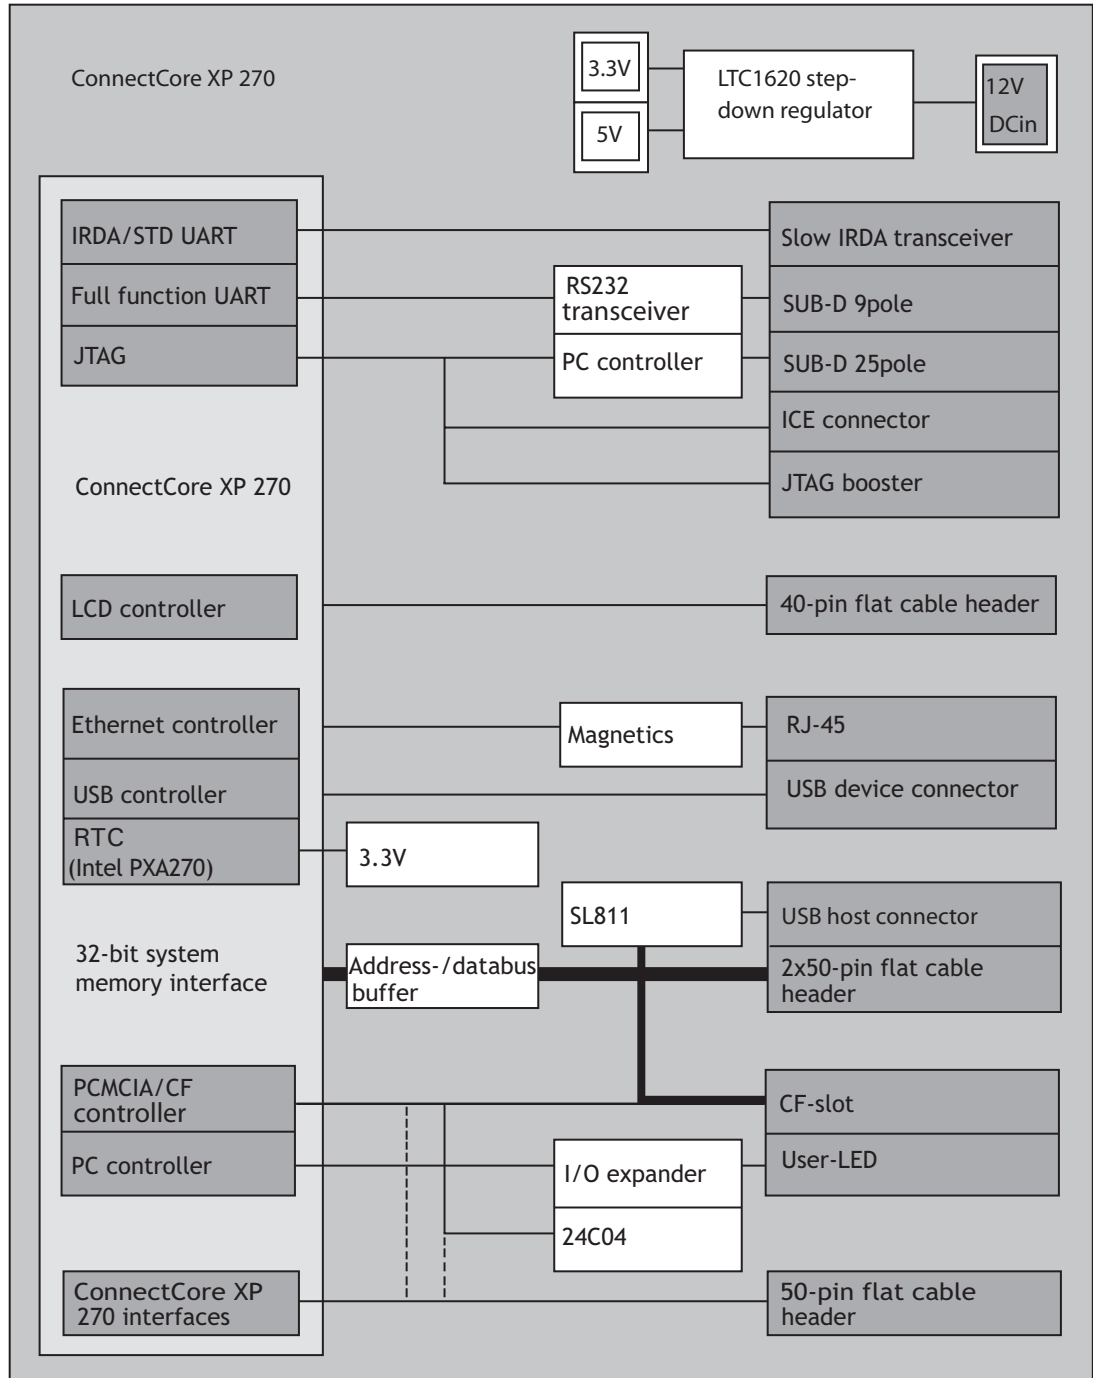 ConnectCore XP 270
3.3V
5V
LTC1620 step-
down regulator
12V
DCin
IRDA/STD UART
Slow IRDA transceiver
Full function UART
RS232
transceiver
SUB-D 9pole
JTAG
PC controller
SUB-D 25pole
ICE connector
JTAG booster
ConnectCore XP 270
LCD controller
40-pin flat cable header
Ethernet controller
Magnetics
RJ-45
USB controller
USB device connector
RTC
(Intel PXA270)
3.3V
SL811
USB host connector
32-bit system
memory interface
Address-/databus
buffer
2x50-pin flat cable
header
PCMCIA/CF
controller
CF-slot
PC controller
I/O expander
User-LED
24C04
ConnectCore XP
270 interfaces
50-pin flat cable
header